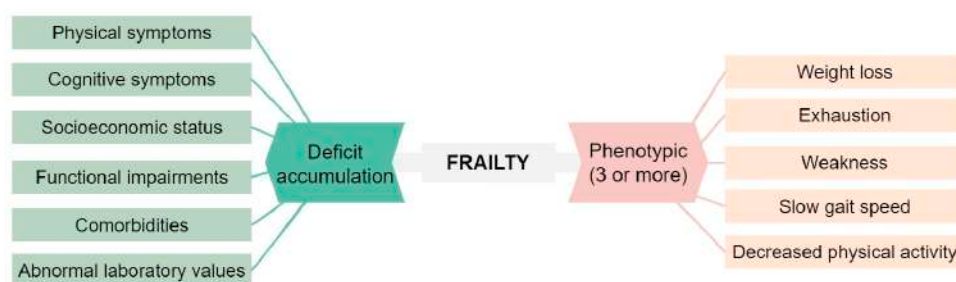 Physical symptoms
Cognitive symptoms
Socioeconomic status
Functional impairments
Comorbidities
Abnormal laboratory values
Deficit
accumulation
FRAILTY
Phenotypic
(3 or more)
Weight loss
Exhaustion
Weakness
Slow gait speed
Decreased physical activity